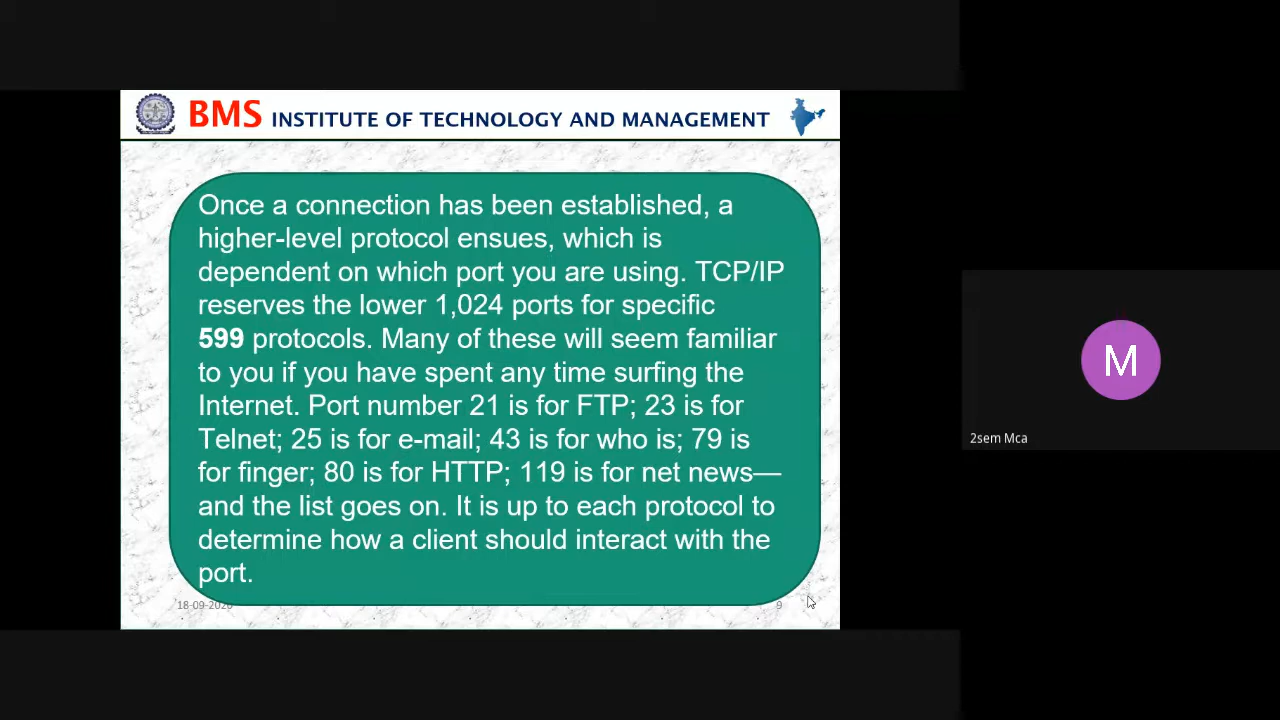 BMS INSTITUTE OF TECHNOLOGY AND MANAGEMENT
Once a connection has been established, a
higher-level protocol ensues, which is
dependent on which port you are using. TCP/IP
reserves the lower 1,024 ports for specific
599 protocols. Many of these will seem familiar
to you if you have spent any time surfing the
Internet. Port number 21 is for FTP; 23 is for
Telnet; 25 is for e-mail; 43 is for who is; 79 is
for finger; 80 is for HTTP; 119 is for net news—
and the list goes on. It is up to each protocol to
determine how a client should interact with the
port.
18-09-2020
9
M
2sem Mca